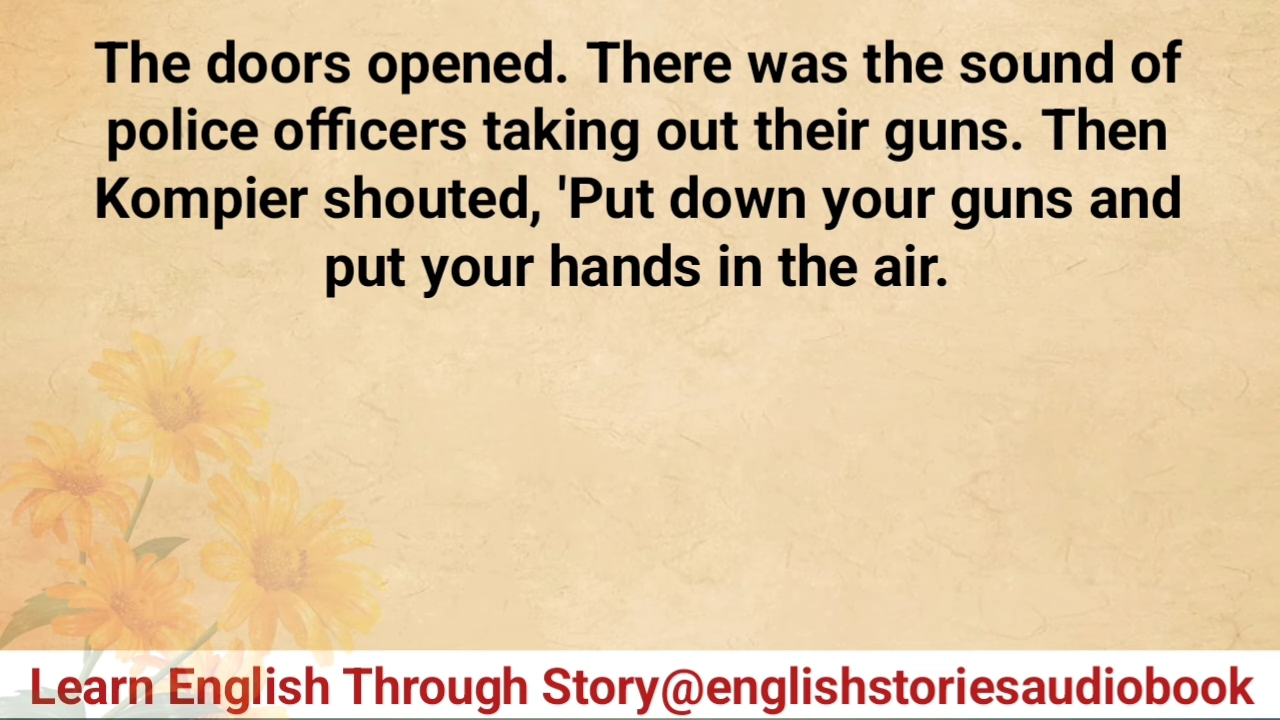 The doors opened. There was the sound of
police officers taking out their guns. Then
Kompier shouted, 'Put down your guns and
put your hands in the air.
Learn English Through Story@englishstoriesaudiobook